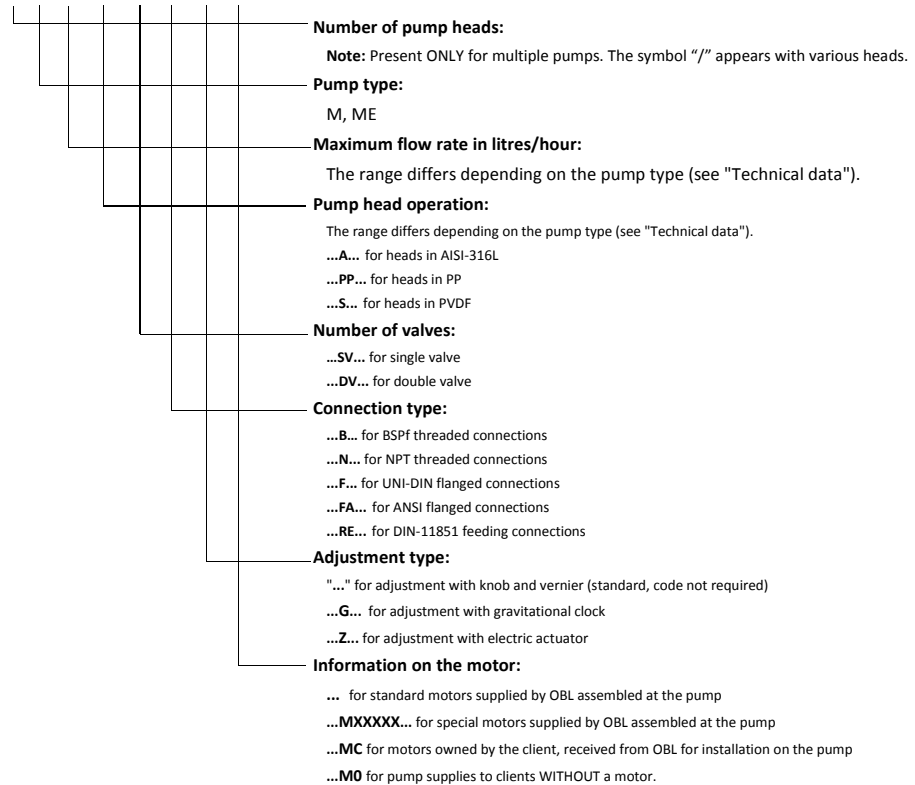 Number of pump heads:
Note: Present ONLY for multiple pumps. The symbol “/” appears with various heads.
Pump type:
M, ME
Maximum flow rate in litres/hour:
The range differs depending on the pump type (see "Technical data").
Pump head operation:
The range differs depending on the pump type (see "Technical data").
...A... for heads in AISI-316L
...PP... for heads in PP
...S... for heads in PVDF
Number of valves:
...SV... for single valve
...DV... for double valve
Connection type:
...B... for BSPf threaded connections
...N... for NPT threaded connections
...F... for UNI-DIN flanged connections
...FA... for ANSI flanged connections
...RE... for DIN-11851 feeding connections
Adjustment type:
"..." for adjustment with knob and vernier (standard, code not required)
...G... for adjustment with gravitational clock
...Z... for adjustment with electric actuator
Information on the motor:
... for standard motors supplied by OBL assembled at the pump
...MXXXXX... for special motors supplied by OBL assembled at the pump
...MC for motors owned by the client, received from OBL for installation on the pump
...M0 for pump supplies to clients WITHOUT a motor.